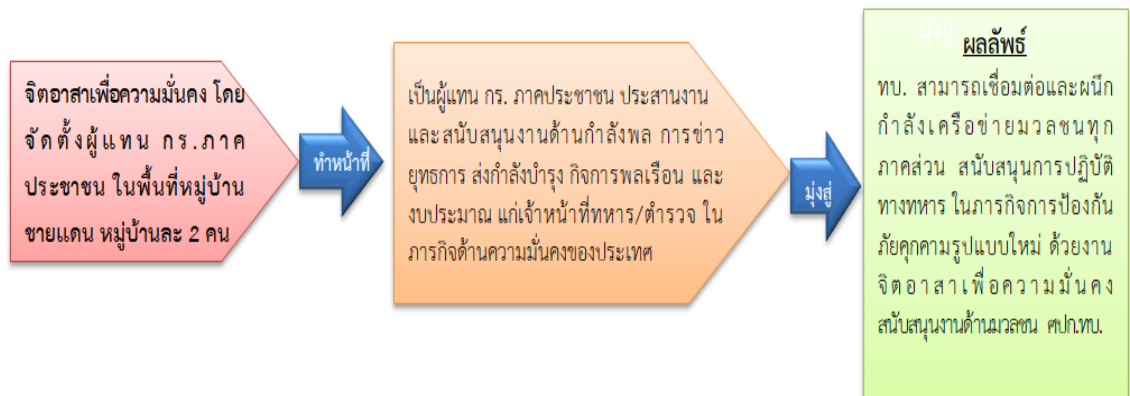 จิตอาสาเพื่อความมั่นคง โดย
จัดตั้งผู้แทน กร.ภาค
ประชาชน ในพื้นที่หมู่บ้าน
ชายแดน หมู่บ้านละ 2 คน
ทำหน้าที่
เป็นผู้แทน กร. ภาคประชาชน ประสานงาน
และสนับสนุนงานด้านกำลังพล การข่าว
ยุทธการ ส่งกำลังบำรุง กิจการพลเรือน และ
งบประมาณ แก่เจ้าหน้าที่ทหาร/ตำรวจ ใน
ภารกิจด้านความมั่นคงของประเทศ
มุ่งสู่
มุ่งสู่
ผลลัพธ์
ทบ. สามารถเชื่อมต่อและผนึก
กำลังเครือข่ายมวลชนทุก
ภาคส่วน สนับสนุนการปฏิบัติ
ทางทหาร ในภารกิจการป้องกัน
ภัยคุกคามรูปแบบใหม่ ด้วยงาน
จิตอาสาเพื่อความมั่นคง
สนับสนุนงานด้านมวลชน ศปก.ทบ.